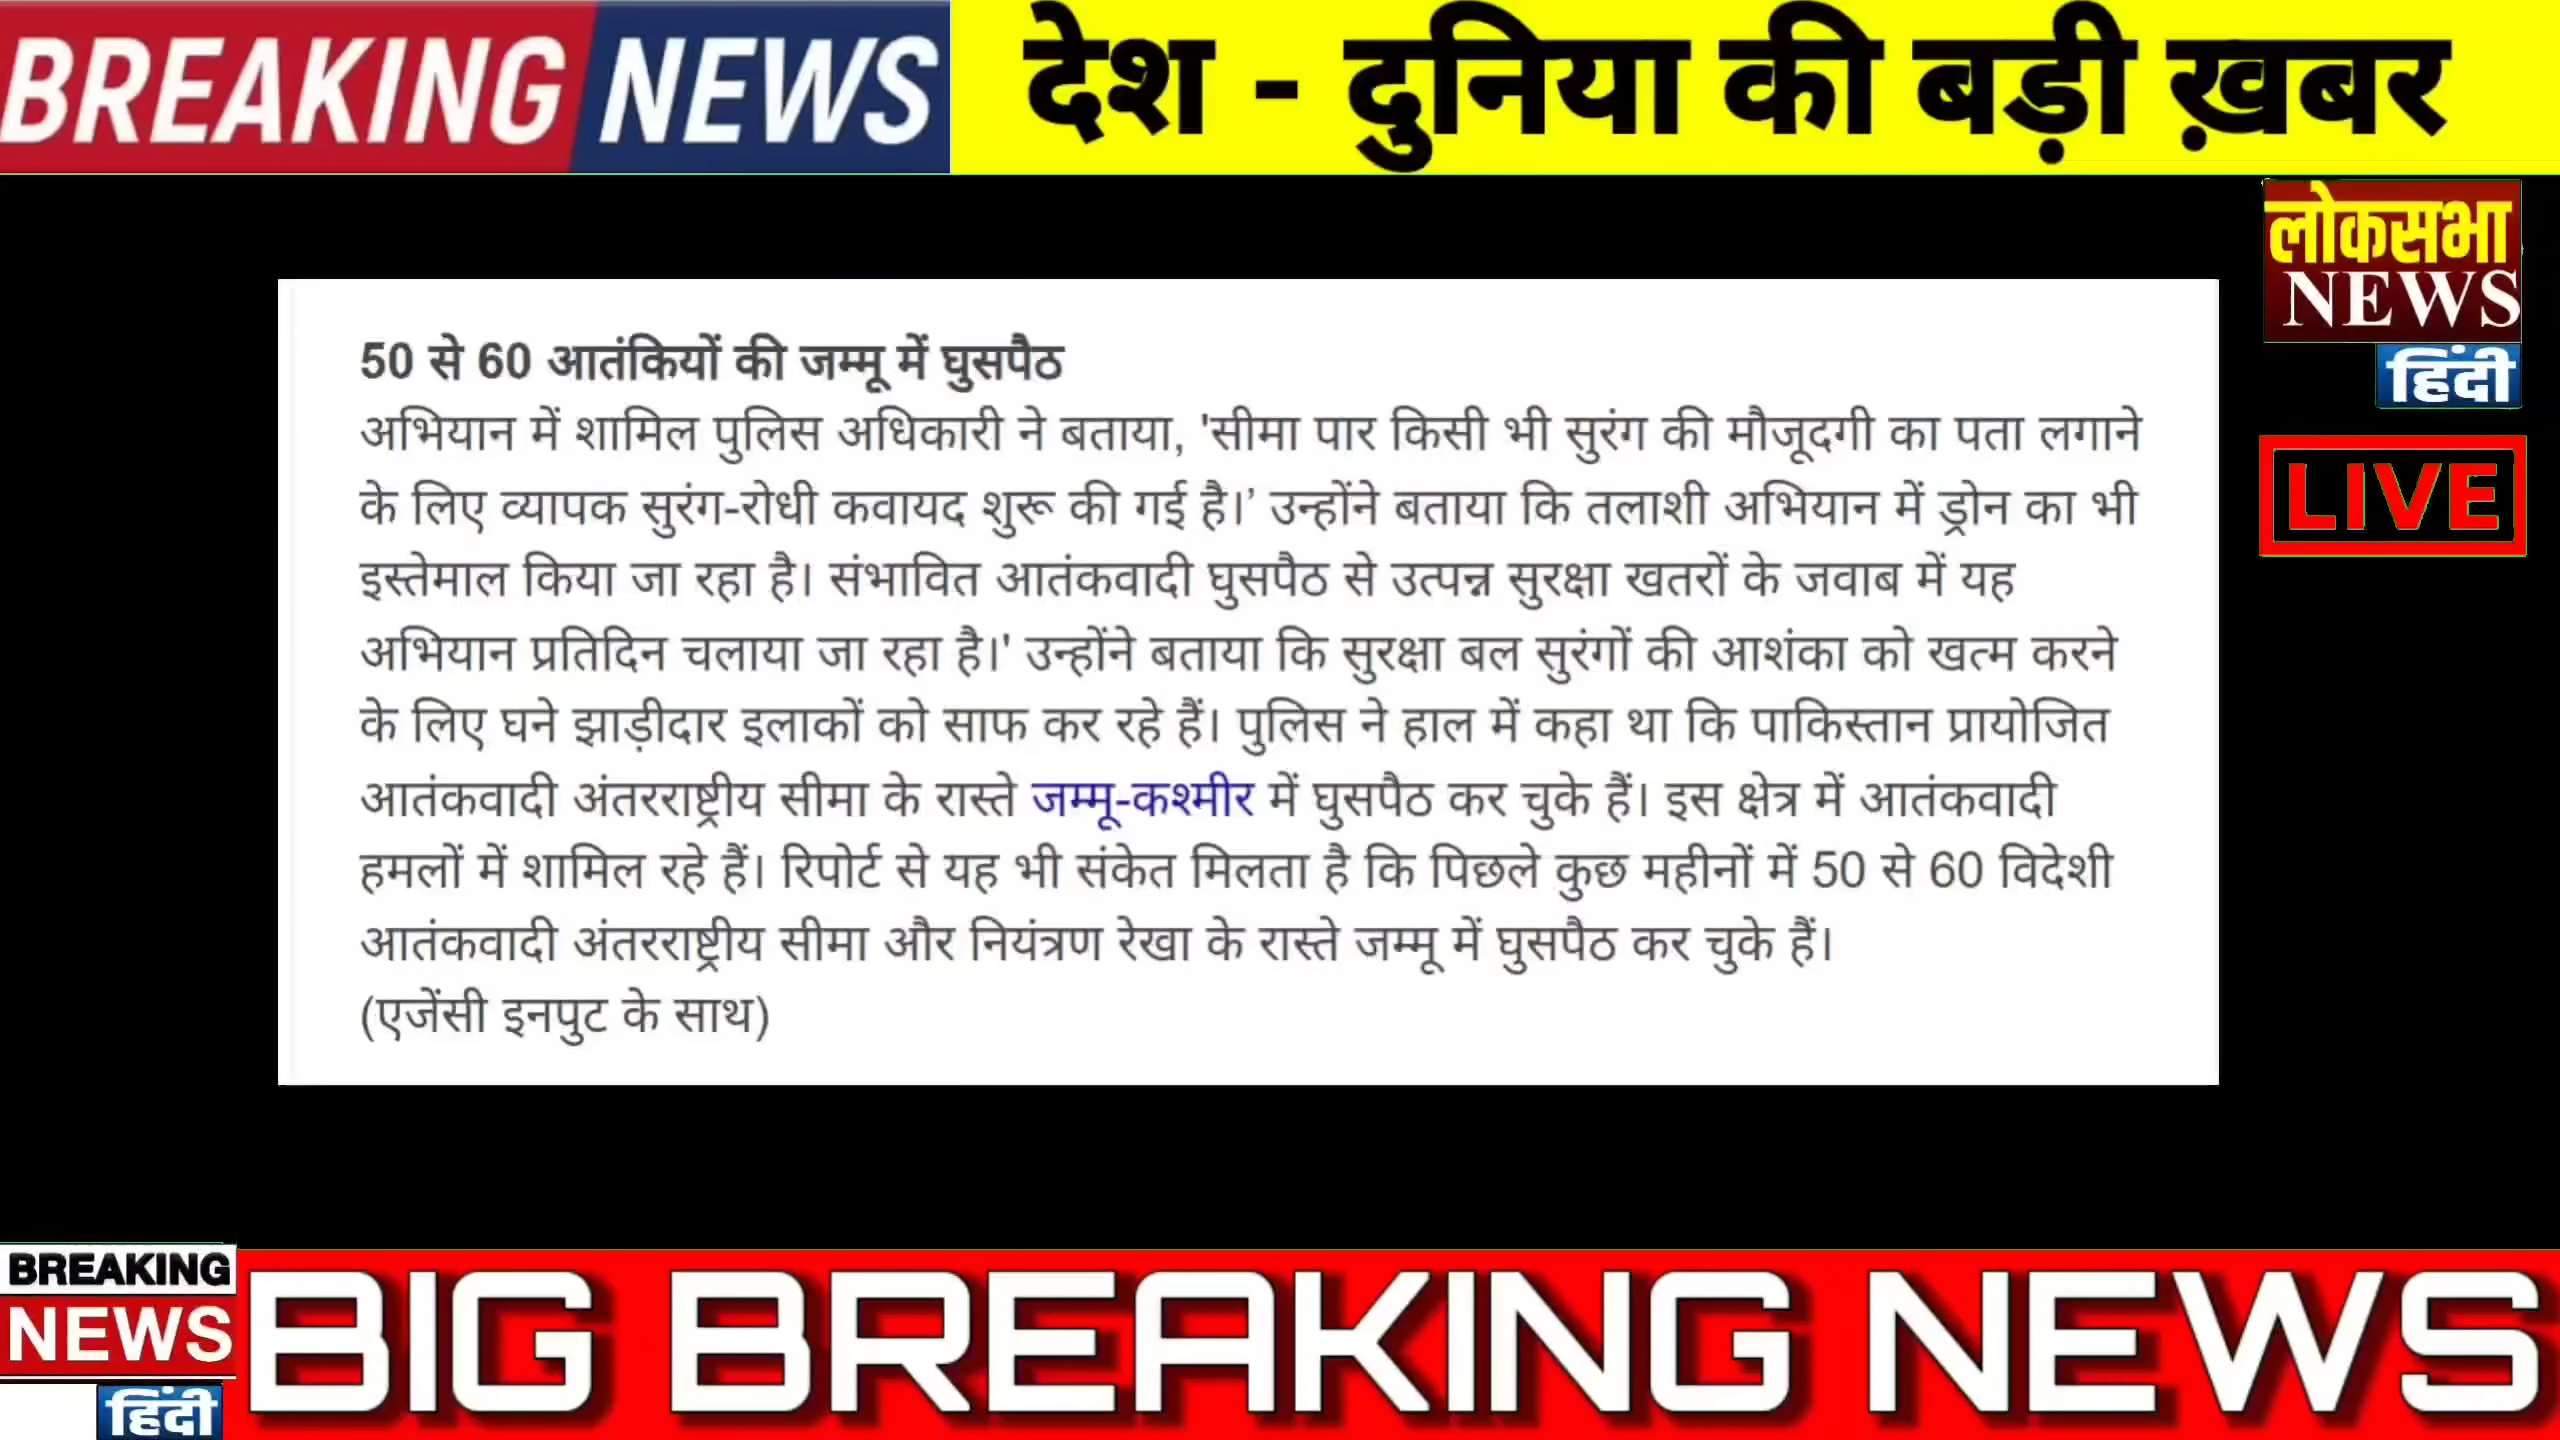 BREAKING NEWS देश - दुनिया की बड़ी ख़बर
लोकसभा
NEWS
हिंदी
LIVE
50 से 60 आतंकियों की जम्मू में घुसपैठ
अभियान में शामिल पुलिस अधिकारी ने बताया, 'सीमा पार किसी भी सुरंग की मौजूदगी का पता लगाने
के लिए व्यापक सुरंग-रोधी कवायद शुरू की गई है।’ उन्होंने बताया कि तलाशी अभियान में ड्रोन का भी
इस्तेमाल किया जा रहा है। संभावित आतंकवादी घुसपैठ से उत्पन्न सुरक्षा खतरों के जवाब में यह
अभियान प्रतिदिन चलाया जा रहा है।' उन्होंने बताया कि सुरक्षा बल सुरंगों की आशंका को खत्म करने
के लिए घने झाड़ीदार इलाकों को साफ कर रहे हैं। पुलिस ने हाल में कहा था कि पाकिस्तान प्रायोजित
आतंकवादी अंतरराष्ट्रीय सीमा के रास्ते जम्मू-कश्मीर में घुसपैठ कर चुके हैं। इस क्षेत्र में आतंकवादी
हमलों में शामिल रहे हैं। रिपोर्ट से यह भी संकेत मिलता है कि पिछले कुछ महीनों में 50 से 60 विदेशी
आतंकवादी अंतरराष्ट्रीय सीमा और नियंत्रण रेखा के रास्ते जम्मू में घुसपैठ कर चुके हैं।
(एजेंसी इनपुट के साथ)
BREAKING
NEWS
हिंदी
BIG BREAKING NEWS